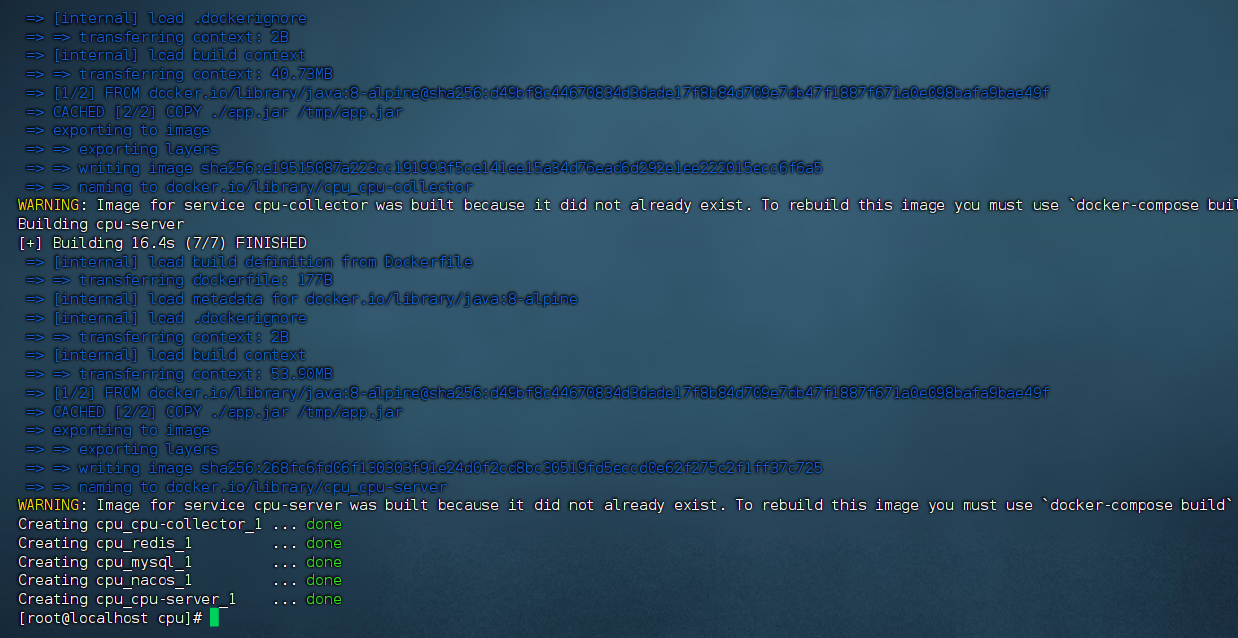 => [internal] load .dockerignore
=> => transferring context: 2B
=> [internal] load build context
=> => transferring context: 40.73MB
=> [1/2] FROM docker.io/library/java:8-alpine@sha256:d49bf8c44670834d3dade17f8b84d709e7db47f1887f671a0e098bafa9bae49f
=> CACHED [2/2] COPY ./app.jar /tmp/app.jar
=> exporting to image
=> => exporting layers
=> => writing image sha256:e19515087a223cc191993f5ce141ee15a34d76ead6d292e1ee222015ecc6f6a5
=> => naming to docker.io/library/cpu_cpu-collector
WARNING: Image for service cpu-collector was built because it did not already exist. To rebuild this image you must use `docker-compose buil
Building cpu-server
[+] Building 16.4s (7/7) FINISHED
=> [internal] load build definition from Dockerfile
=> => transferring dockerfile: 177B
=> [internal] load metadata for docker.io/library/java:8-alpine
=> [internal] load .dockerignore
=> => transferring context: 2B
=> [internal] load build context
=> => transferring context: 53.90MB
=> [1/2] FROM docker.io/library/java:8-alpine@sha256:d49bf8c44670834d3dade17f8b84d709e7db47f1887f671a0e098bafa9bae49f
=> CACHED [2/2] COPY ./app.jar /tmp/app.jar
=> exporting to image
=> => exporting layers
=> => writing image sha256:268fc6fd06f130303f91e24d0f2cd8bc30519fd5eccd0e62f275c2f1ff37c725
=> => naming to docker.io/library/cpu_cpu-server
WARNING: Image for service cpu-server was built because it did not already exist. To rebuild this image you must use `docker-compose build`
Creating cpu_cpu-collector_1 ... done
Creating cpu_redis_1 ... done
Creating cpu_mysql_1 ... done
Creating cpu_nacos_1 ... done
Creating cpu_cpu-server_1 ... done
[root@localhost cpu]#